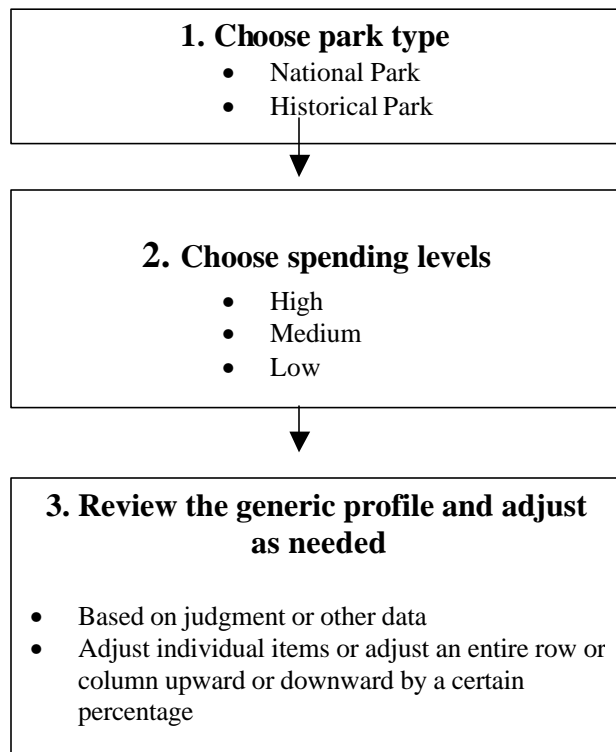 1. Choose park type
• National Park
• Historical Park
2. Choose spending levels
• High
• Medium
• Low
3. Review the generic profile and adjust
as needed
• Based on judgment or other data
• Adjust individual items or adjust an entire row or
column upward or downward by a certain
percentage